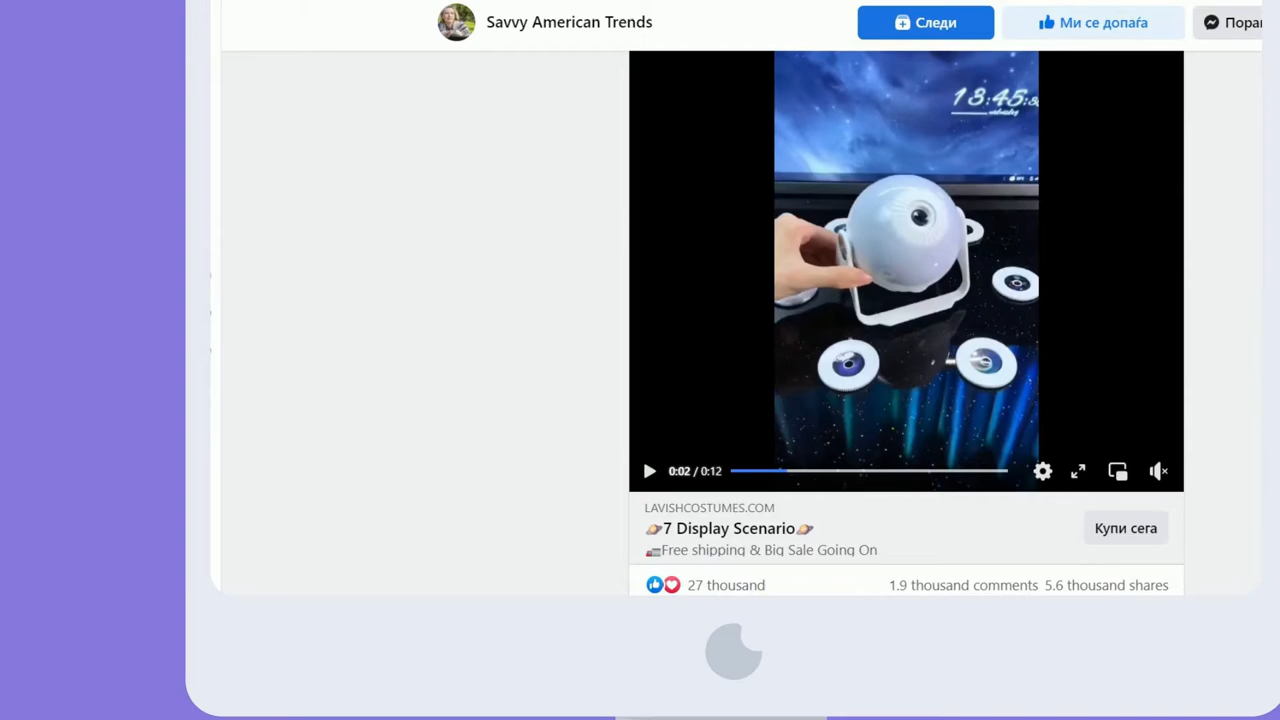 Savvy American Trends
Следи
Ми се допаѓа
13:45
0:02 / 0:12
LAVISHCOSTUMES.COM
🪐7 Display Scenario🪐
Купи сега
🚛Free shipping & Big Sale Going On
27 thousand
1.9 thousand comments 5.6 thousand shares